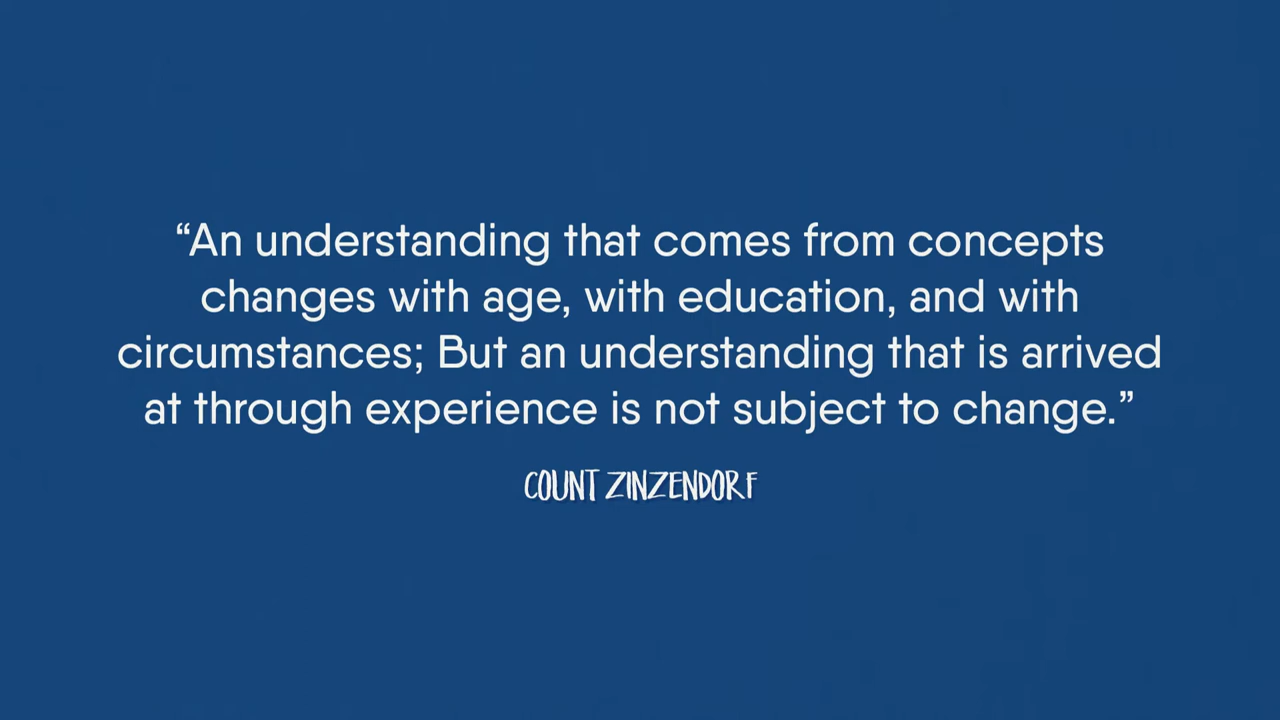 “An understanding that comes from concepts
changes with age, with education, and with
circumstances; But an understanding that is arrived
at through experience is not subject to change.”
COUNT ZINZENDORF